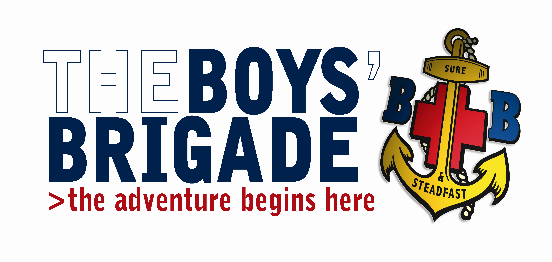 THE BOYS'
BRIGADE
>the adventure begins here
SURE
B B
&
STEADFAST